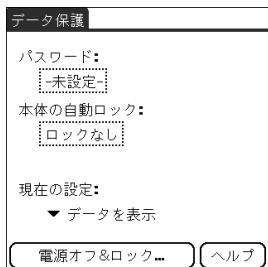 データ保護
パスワード:
-未設定-
本体の自動ロック:
ロックなし
現在の設定:
▼ データを表示
電源オフ&ロック…
ヘルプ